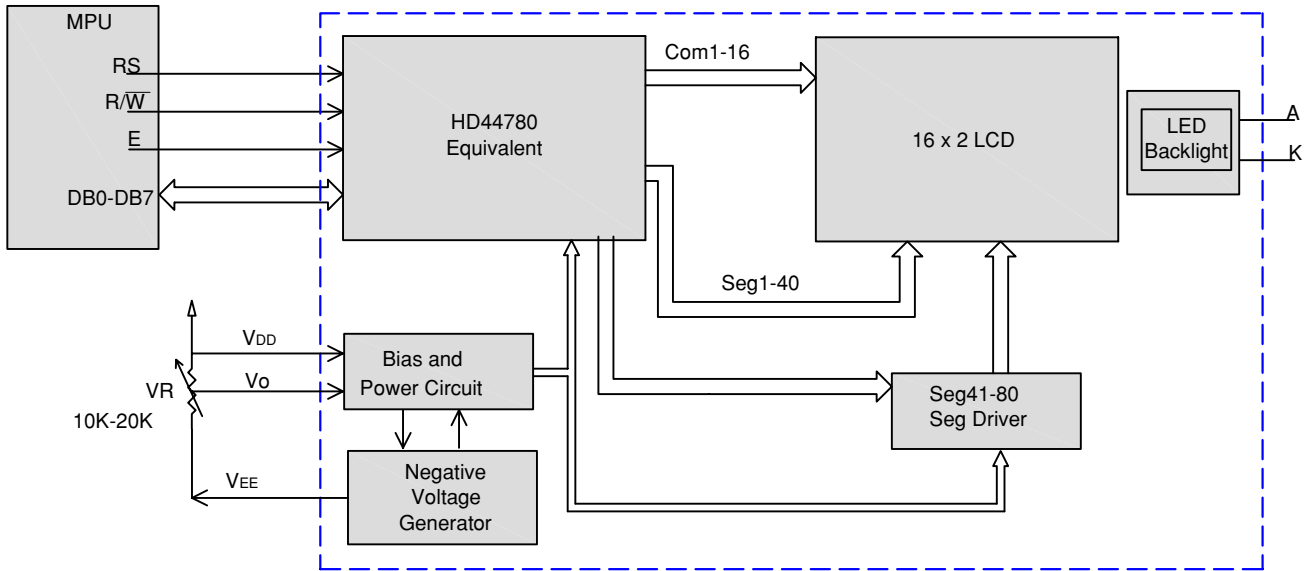 MPU
RS
R/W̅
E
DB0-DB7
HD44780
Equivalent
Com1-16
16 x 2 LCD
LED
Backlight
A
K
Seg1-40
VDD
Vo
VR
10K-20K
Bias and
Power Circuit
Seg41-80
Seg Driver
VEE
Negative
Voltage
Generator